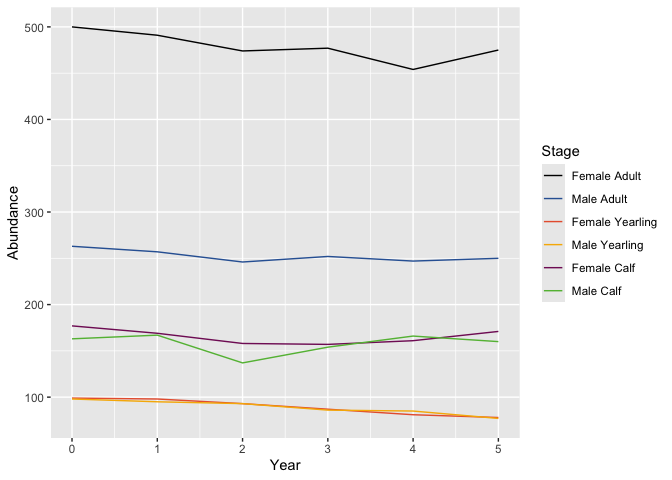 500
400
300
200
100
Abundance
0 1 2 3 4 5
Year
Stage
Female Adult
Male Adult
Female Yearling
Male Yearling
Female Calf
Male Calf